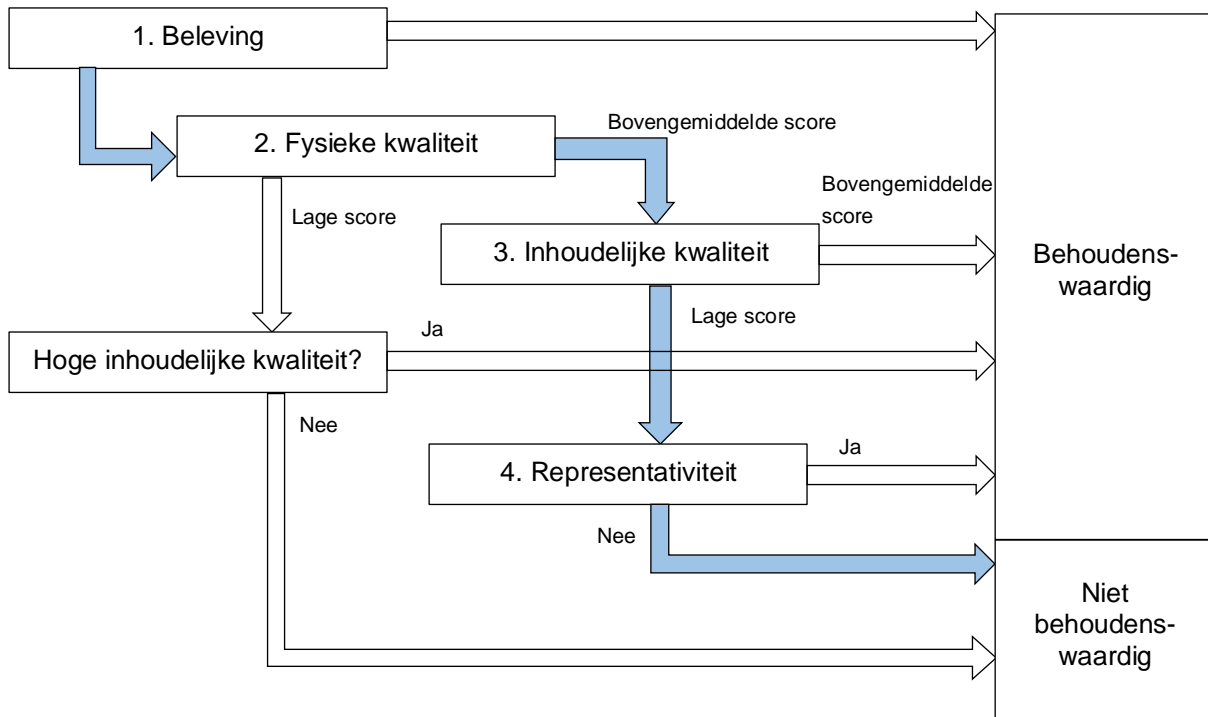 1. Beleving
2. Fysieke kwaliteit
Bovengemiddelde score
Bovengemiddelde
score
Lage score
3. Inhoudelijke kwaliteit
Behoudens-
waardig
Lage score
Ja
Hoge inhoudelijke kwaliteit?
Nee
Ja
4. Representativiteit
Nee
Niet
behoudens-
waardig